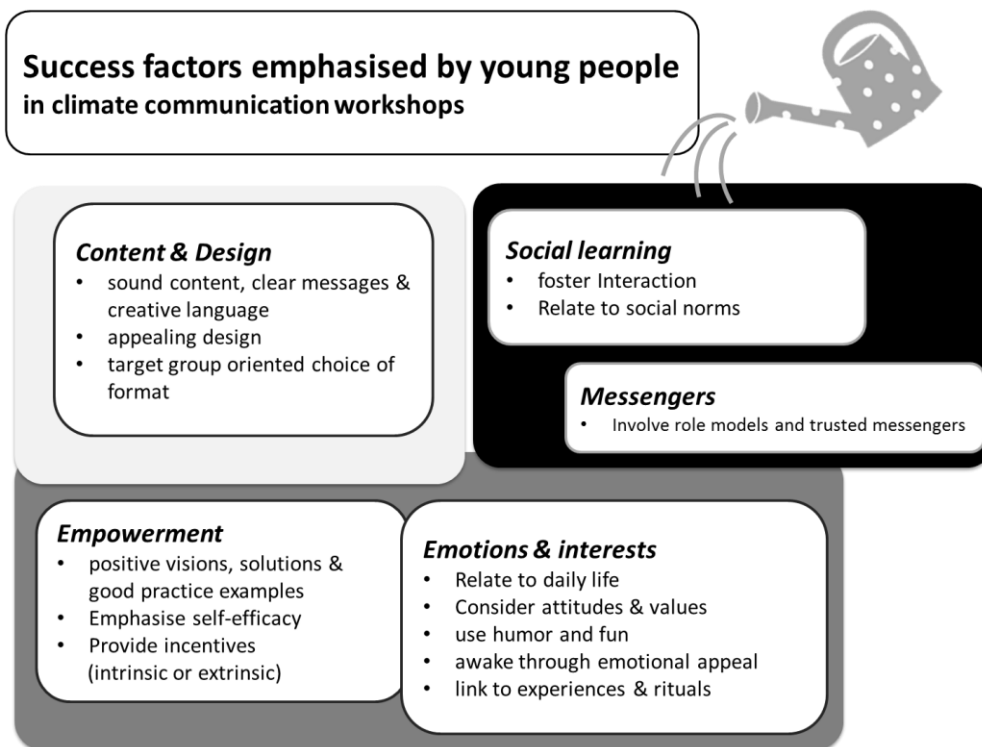 Success factors emphasised by young people
in climate communication workshops
Content & Design
• sound content, clear messages &
creative language
• appealing design
• target group oriented choice of
format
Social learning
• foster Interaction
• Relate to social norms
Messengers
• Involve role models and trusted messengers
Empowerment
• positive visions, solutions &
good practice examples
• Emphasise self-efficacy
• Provide incentives
(intrinsic or extrinsic)
Emotions & interests
• Relate to daily life
• Consider attitudes & values
• use humor and fun
• awake through emotional appeal
• link to experiences & rituals